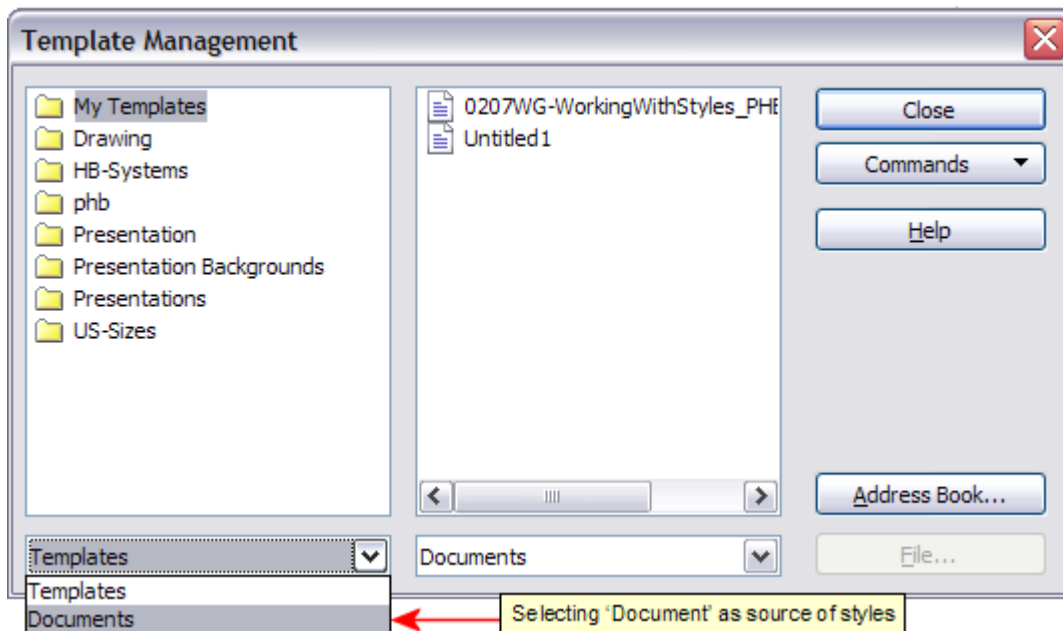 Template Management
My Templates
Drawing
HB-Systems
phb
Presentation
Presentation Backgrounds
Presentations
US-Sizes
0207WG-WorkingWithStyles_PHB
Untitled1
Close
Commands
Help
Address Book...
File...
Templates
Documents
Templates
Documents
Selecting ‘Document’ as source of styles